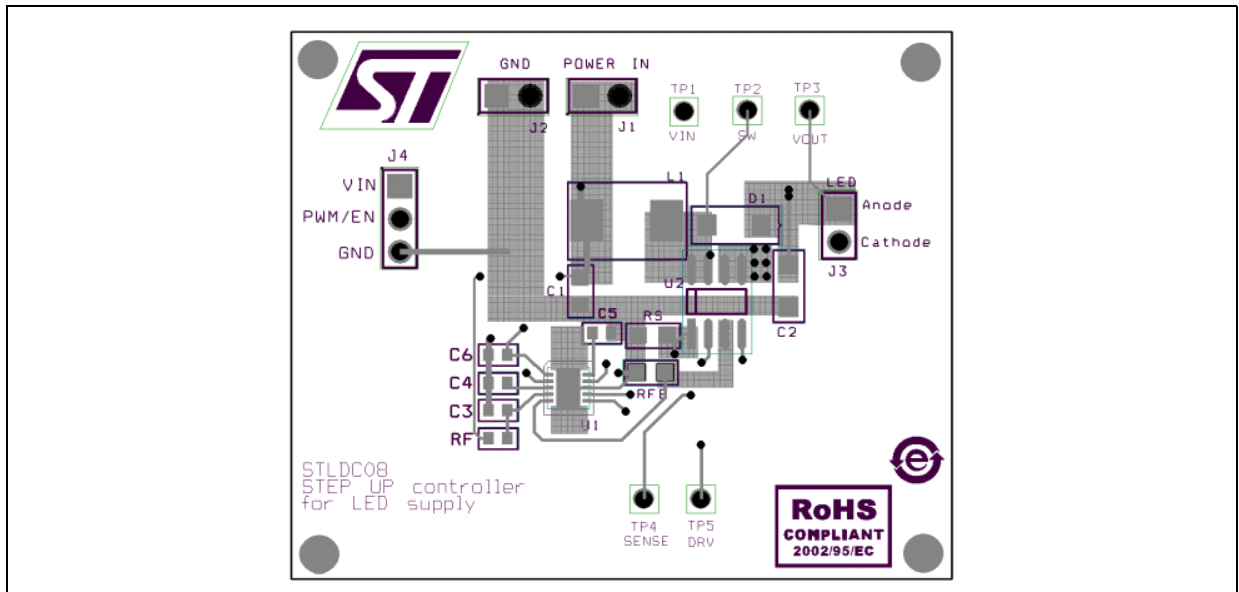 ST
GND POWER IN
J2 J1
TP1 TP2 TP3
VIN SW VOUT
J4
VIN
PWM/EN
GND
L1
D1
LED
Anode
Cathode
J3
C1
U2
C2
C5 RS
C6
C4
C3
RF
RFB
U1
STLDC08
STEP UP controller
for LED supply
TP4 TP5
SENSE DRV
e
RoHS
COMPLIANT
2002/95/EC